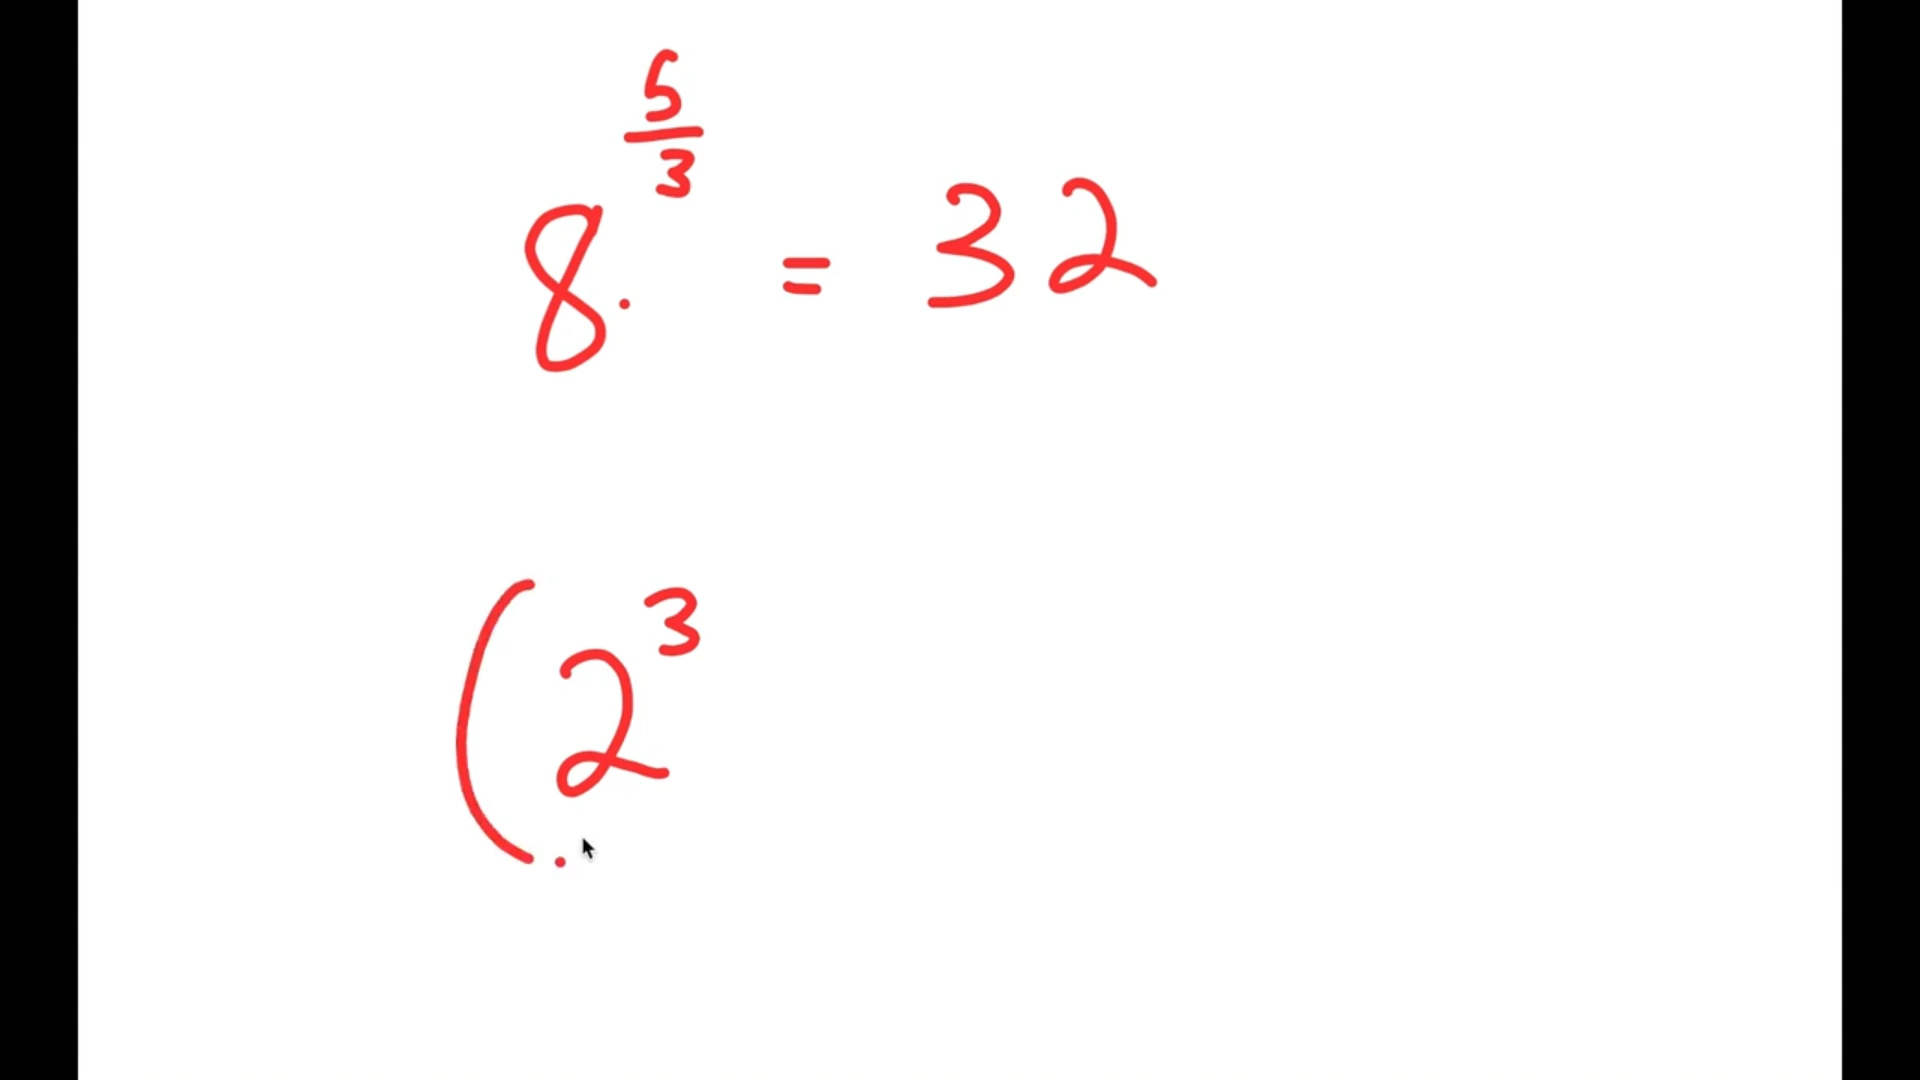 8^(5/3) = 32
(2^3